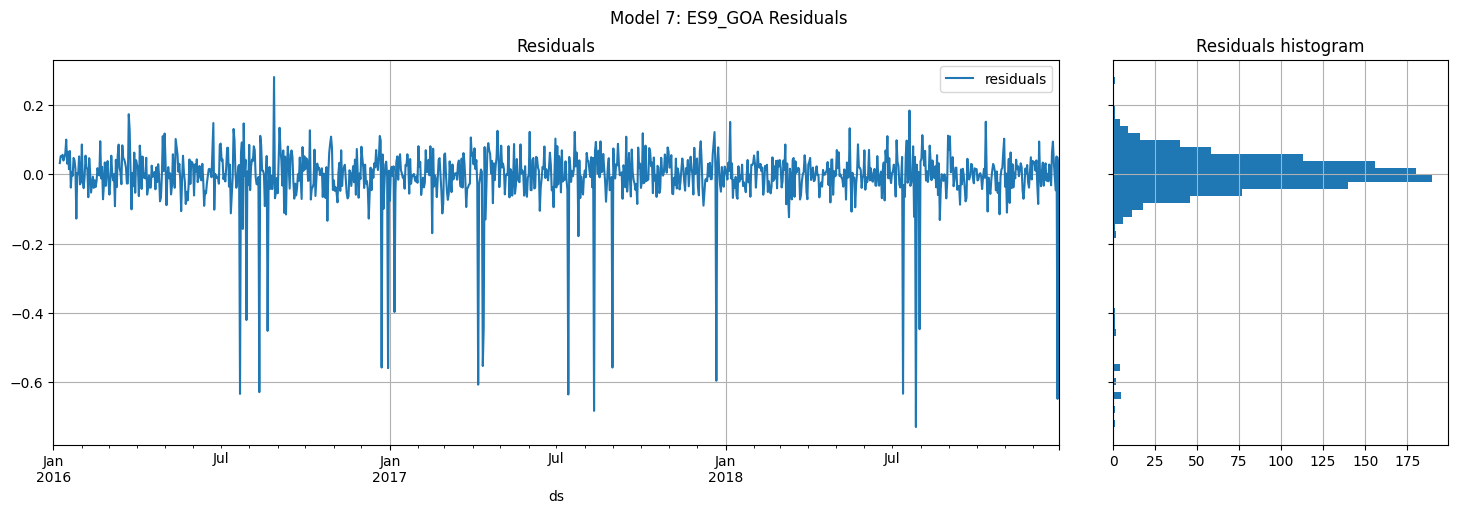 Model 7: ES9_GOA Residuals
Residuals
residuals
0.2
0.0
−0.2
−0.4
−0.6
Jan
2016
Jul
Jan
2017
Jul
Jan
2018
Jul
ds
Residuals histogram
0 25 50 75 100 125 150 175